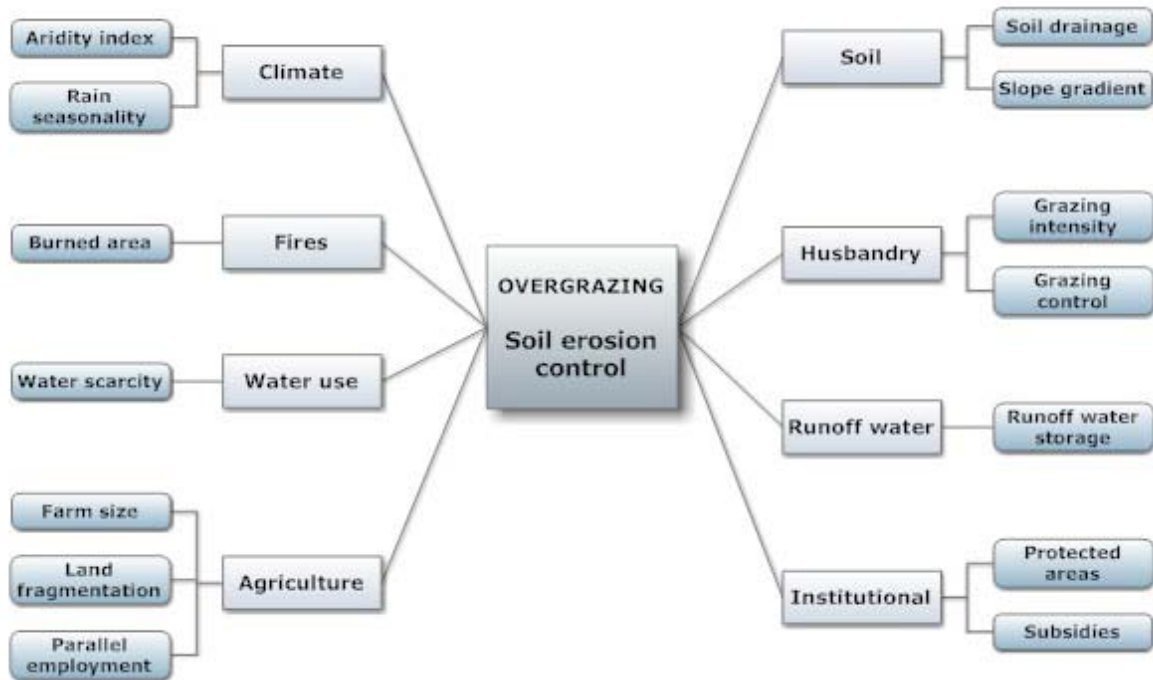 Aridity index
Rain
seasonality
Climate
Burned area
Fires
Water scarcity
Water use
Farm size
Land
fragmentation
Parallel
employment
Agriculture
OVERGRAZING
Soil erosion
control
Soil
Soil drainage
Slope gradient
Husbandry
Grazing
intensity
Grazing
control
Runoff water
Runoff water
storage
Institutional
Protected
areas
Subsidies